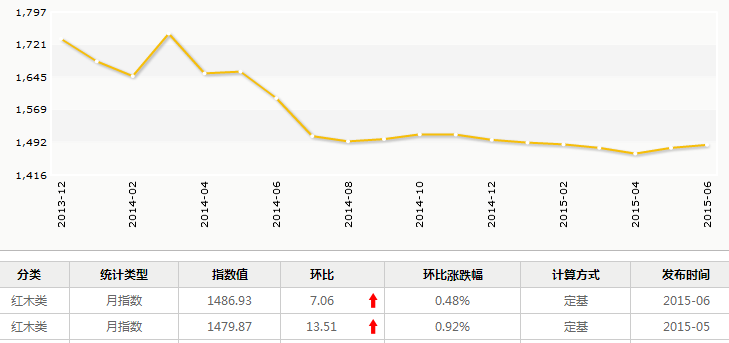 1,797
1,721
1,645
1,569
1,492
1,416
2013-12 2014-02 2014-04 2014-06 2014-08 2014-10 2014-12 2015-02 2015-04 2015-06
分类 统计类型 指数值 环比 环比涨跌幅 计算方式 发布时间
红木类 月指数 1486.93 7.06 0.48% 定基 2015-06
红木类 月指数 1479.87 13.51 0.92% 定基 2015-05